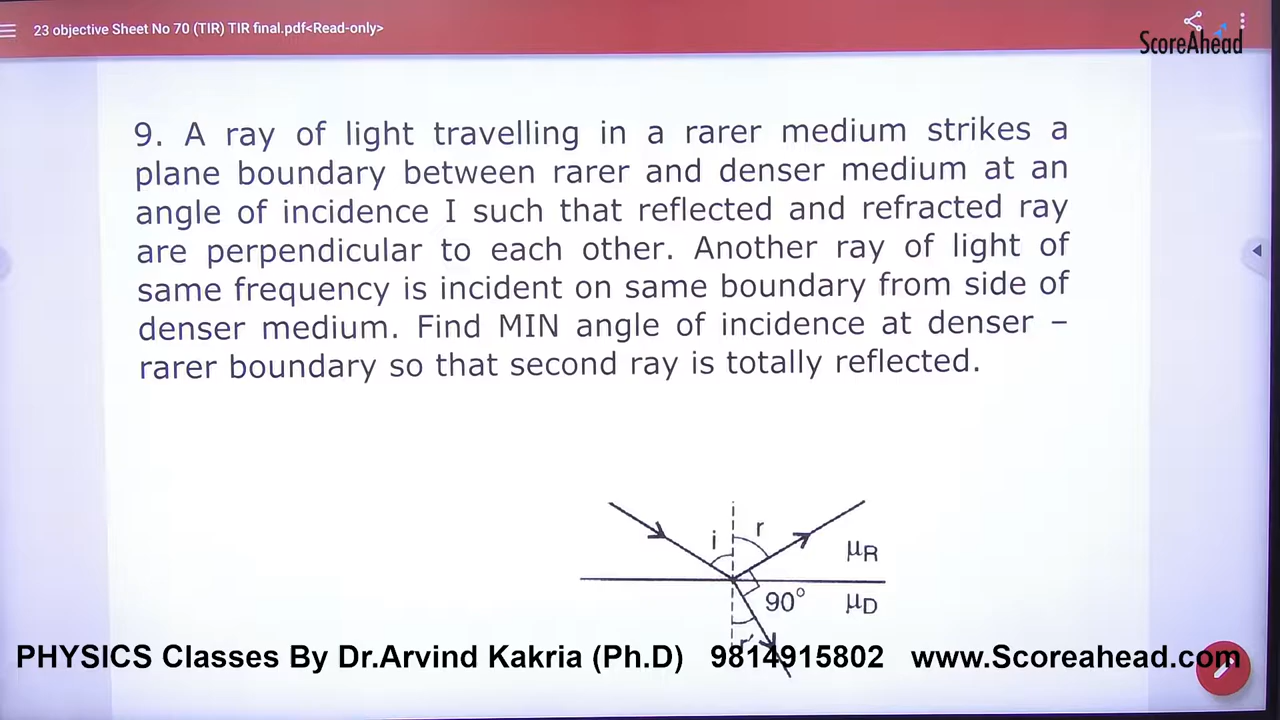 23 objective Sheet No 70 (TIR) TIR final.pdf<Read-only>
ScoreAhead
9. A ray of light travelling in a rarer medium strikes a
plane boundary between rarer and denser medium at an
angle of incidence I such that reflected and refracted ray
are perpendicular to each other. Another ray of light of
same frequency is incident on same boundary from side of
denser medium. Find MIN angle of incidence at denser –
rarer boundary so that second ray is totally reflected.
i r
μR
90° μD
r'
PHYSICS Classes By Dr.Arvind Kakria (Ph.D) 9814915802 www.Scoreahead.com